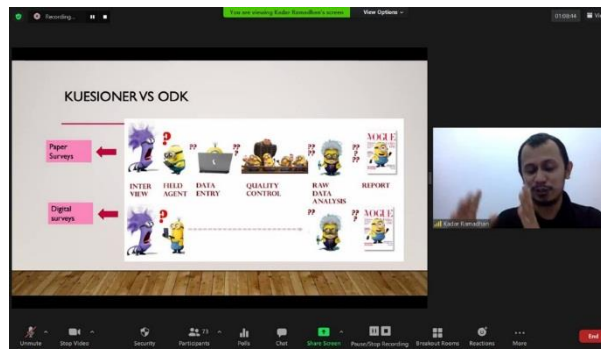 Recording...
You are viewing Kadar Ramadhan's screen
View Options
01:08:44
KUESIONER VS ODK
Paper
Surveys
?
??
?
VOGUE
INTER
VIEW
FIELD
AGENT
DATA
ENTRY
QUALITY
CONTROL
RAW
DATA
ANALYSIS
REPORT
Digital
surveys
?
??
VOGUE
Kadar Ramadhan
Unmute
Stop Video
Security
Participants
73
Polls
Chat
Share Screen
Pause/Stop Recording
Breakout Rooms
Reactions
More
End